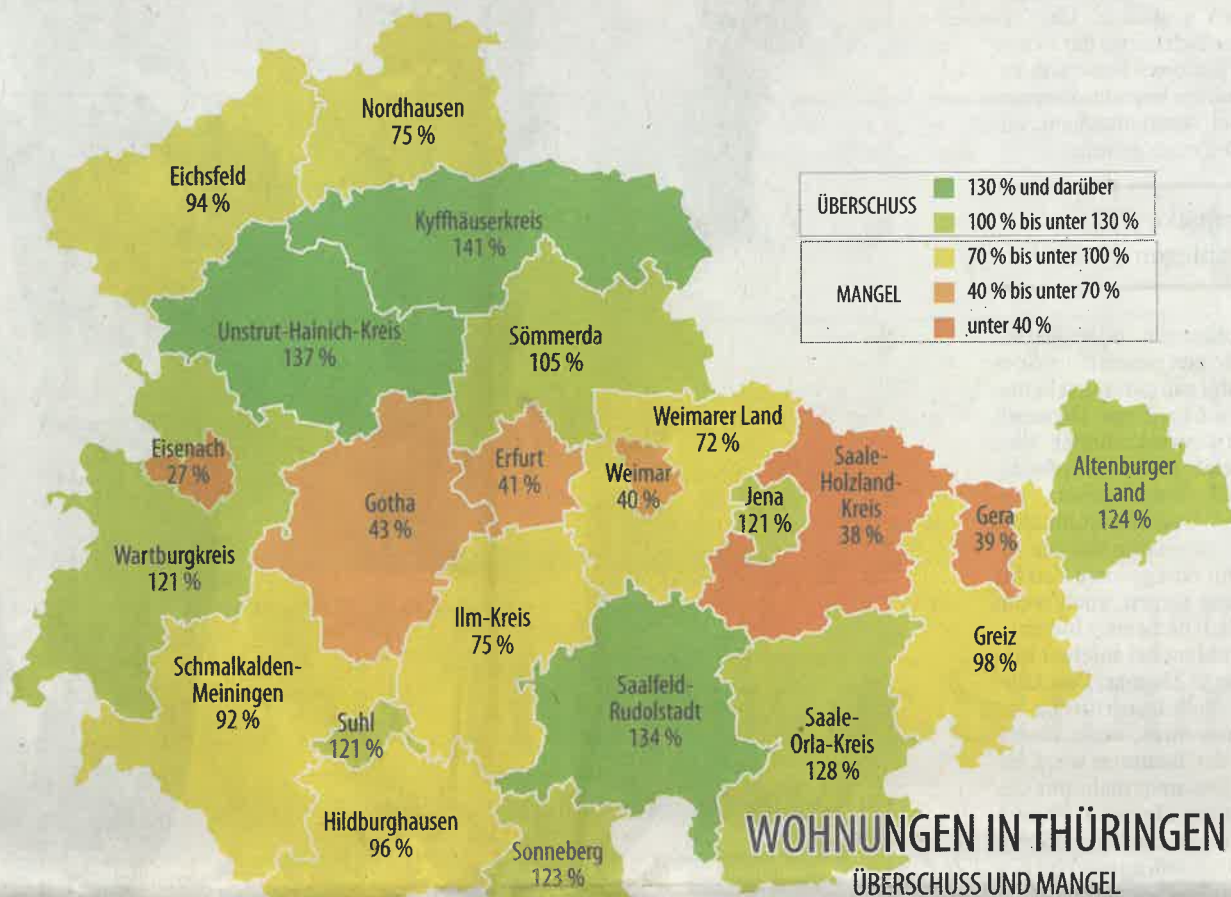 Nordhausen
75 %
Eichsfeld
94 %
Kyffhäuserkreis
141 %
ÜBERSCHUSS
130 % und darüber
100 % bis unter 130 %
MANGEL
70 % bis unter 100 %
40 % bis unter 70 %
unter 40 %
Unstrut-Hainich-Kreis
137 %
Sömmerda
105 %
Weimarer Land
72 %
Eisenach
27 %
Gotha
43 %
Erfurt
41 %
Weimar
40 %
Jena
121 %
Saale-
Holzland-
Kreis
38 %
Gera
39 %
Altenburger
Land
124 %
Wartburgkreis
121 %
Ilm-Kreis
75 %
Greiz
98 %
Schmalkalden-
Meiningen
92 %
Suhl
121 %
Saalfeld-
Rudolstadt
134 %
Saale-
Orla-Kreis
128 %
Hildburghausen
96 %
Sonneberg
123 %
WOHNUNGEN IN THÜRINGEN
ÜBERSCHUSS UND MANGEL